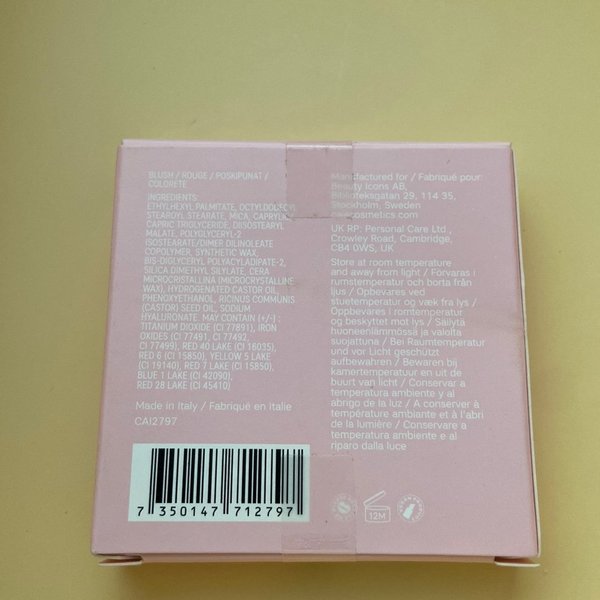 BLUSH / ROUGE / POSKIPUNAT /
COLORETE
INGREDIENTS:
ETHYLHEXYL PALMITATE, OCTYLDODECYL
STEAROYL STEARATE, MICA, CAPRYLIC/
CAPRIC TRIGLYCERIDE, DIISOSTEARYL
MALATE, POLYGLYCERYL-2
ISOSTEARATE/DIMER DILINOLEATE
COPOLYMER, SYNTHETIC WAX,
BIS-DIGLYCERYL POLYACYLADIPATE-2,
SILICA DIMETHYL SILYLATE, CERA
MICROCRISTALLINA (MICROCRYSTALLINE
WAX), HYDROGENATED CASTOR OIL,
PHENOXYETHANOL, RICINUS COMMUNIS
(CASTOR) SEED OIL, SODIUM
HYALURONATE. MAY CONTAIN (+/-) :
TITANIUM DIOXIDE (CI 77891), IRON
OXIDES (CI 77491, CI 77492,
CI 77499), RED 40 LAKE (CI 16035),
RED 6 (CI 15850), YELLOW 5 LAKE
(CI 19140), RED 7 LAKE (CI 15850),
BLUE 1 LAKE (CI 42090),
RED 28 LAKE (CI 45410)
Made in Italy / Fabriqué en Italie
CAI2797
7 350147 712797
Manufactured for / Fabriqué pour:
Beauty Icons AB,
Biblioteksgatan 29, 114 35,
Stockholm, Sweden
caiacosmetics.com
UK RP: Personal Care Ltd.,
Crowley Road, Cambridge,
CB4 0WS, UK
Store at room temperature
and away from light / Förvaras i
rumstemperatur och borta från
ljus / Opbevares ved
stuetemperatur og væk fra lys /
Oppbevares i romtemperatur
og beskyttet mot lys / Säilytä
huoneenlämmössä ja valolta
suojattuna / Bei Raumtemperatur
und vor Licht geschützt
aufbewahren / Bewaren bij
kamertemperatuur en uit de
buurt van licht / Conservar a
temperatura ambiente y al
abrigo de la luz / A conserver à
température ambiante et à l'abri
de la lumière / Conservare a
temperatura ambiente e al
riparo dalla luce
12M